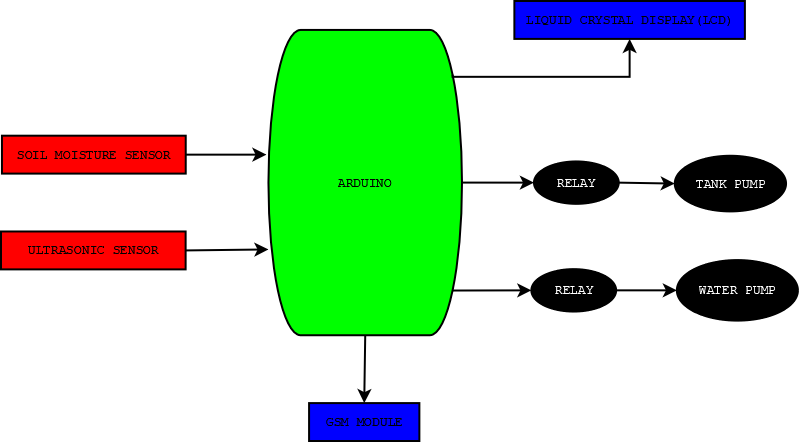 LIQUID CRYSTAL DISPLAY(LCD)
SOIL MOISTURE SENSOR
ARDUINO
RELAY
TANK PUMP
ULTRASONIC SENSOR
RELAY
WATER PUMP
GSM MODULE